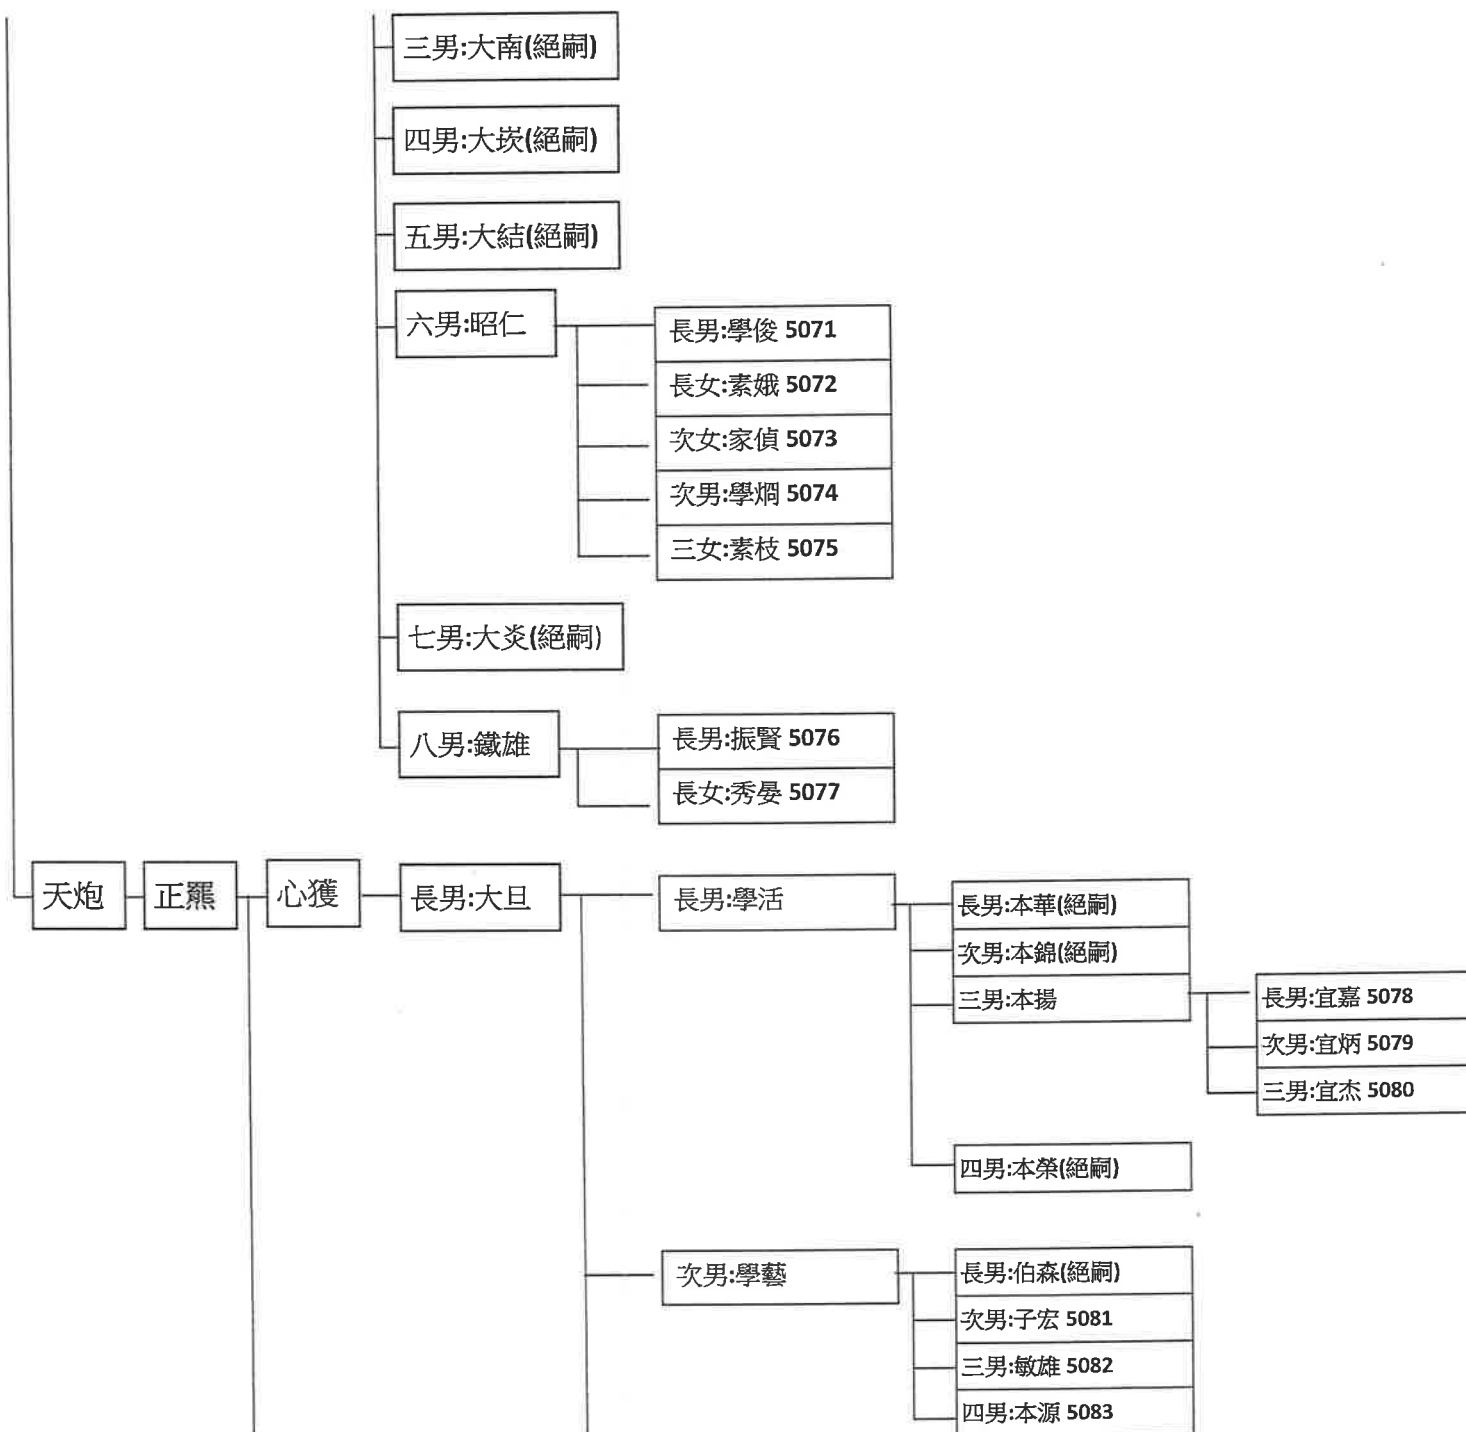 三男:大南(絕嗣)
四男:大崁(絕嗣)
五男:大結(絕嗣)
六男:昭仁
長男:學俊 5071
長女:素娥 5072
次女:家偵 5073
次男:學烱 5074
三女:素枝 5075
七男:大炎(絕嗣)
八男:鐵雄
長男:振賢 5076
長女:秀晏 5077
天炮
正羆
心獲
長男:大旦
長男:學活
長男:本華(絕嗣)
次男:本錦(絕嗣)
三男:本揚
長男:宜嘉 5078
次男:宜炳 5079
三男:宜杰 5080
四男:本榮(絕嗣)
次男:學藝
長男:伯森(絕嗣)
次男:子宏 5081
三男:敏雄 5082
四男:本源 5083